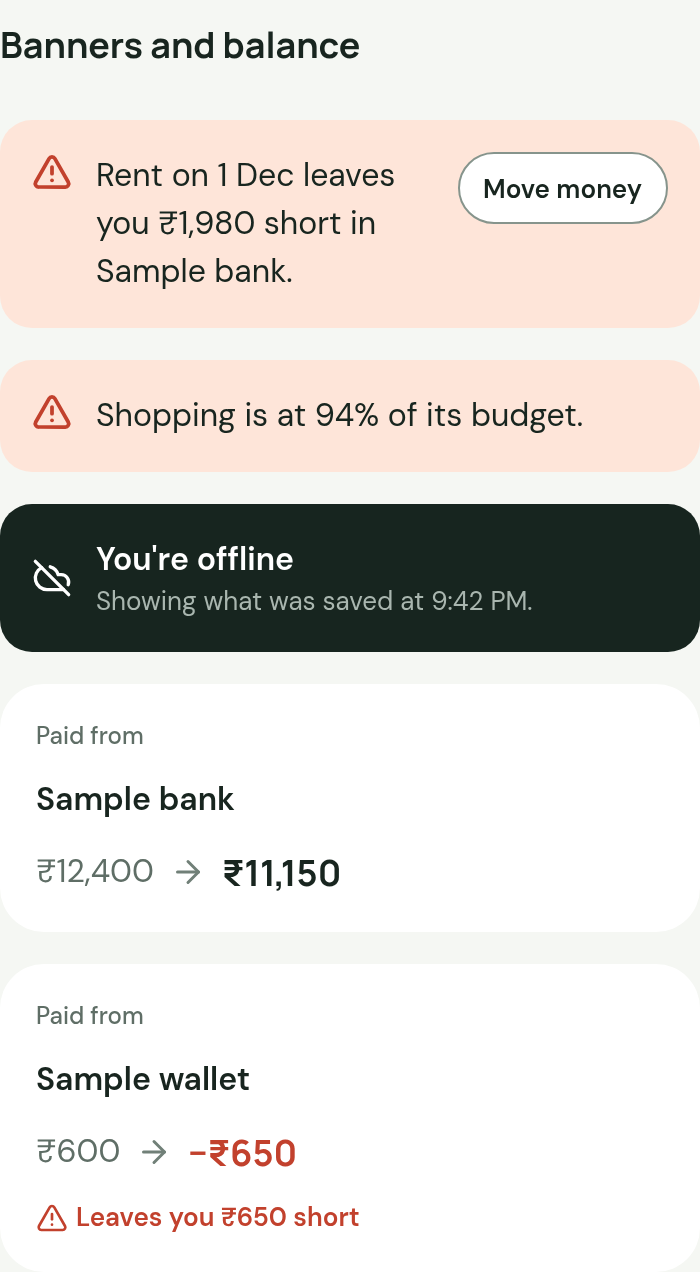 Banners and balance
Rent on 1 Dec leaves
you ₹1,980 short in
Sample bank.
Move money
Shopping is at 94% of its budget.
You're offline
Showing what was saved at 9:42 PM.
Paid from
Sample bank
₹12,400 → ₹11,150
Paid from
Sample wallet
₹600 → −₹650
Leaves you ₹650 short